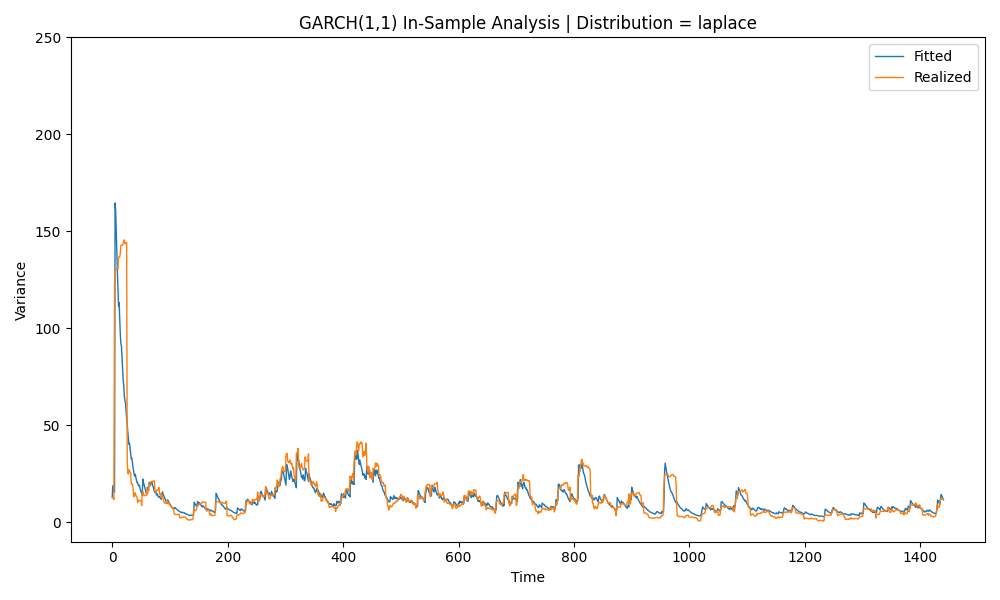 GARCH(1,1) In-Sample Analysis | Distribution = laplace
Fitted
Realized
250
200
150
100
50
0
Variance
0
200
400
600
800
1000
1200
1400
Time